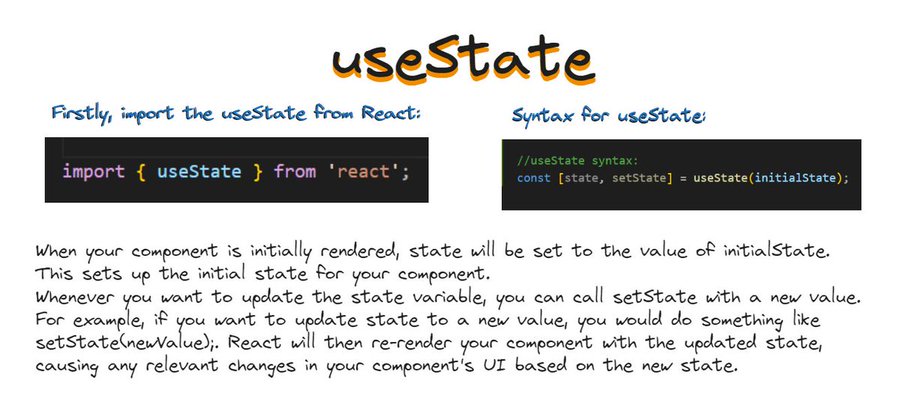 useState
Firstly, import the useState from React:
import { useState } from 'react';
Syntax for useState:
//useState syntax:
const [state, setState] = useState(initialState);
When your component is initially rendered, state will be set to the value of initialState.
This sets up the initial state for your component.
Whenever you want to update the state variable, you can call setState with a new value.
For example, if you want to update state to a new value, you would do something like
setState(newValue);. React will then re-render your component with the updated state,
causing any relevant changes in your component's UI based on the new state.